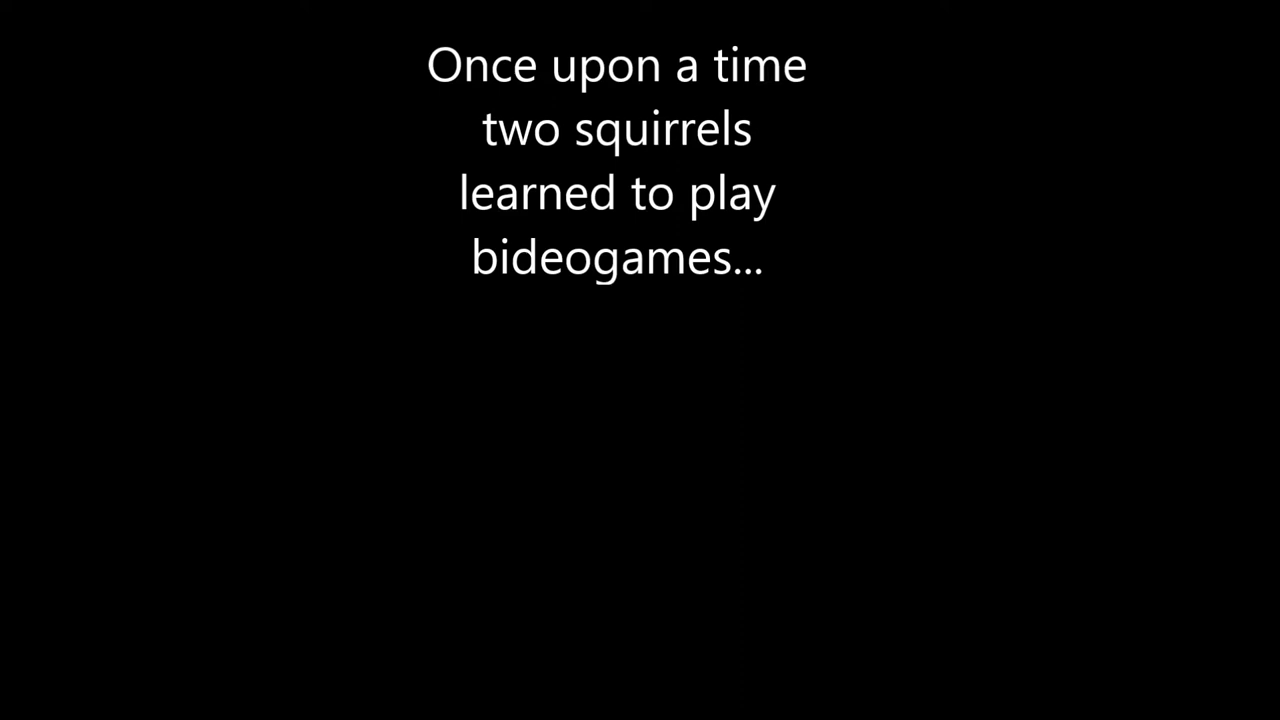 Once upon a time
two squirrels
learned to play
bideogames...